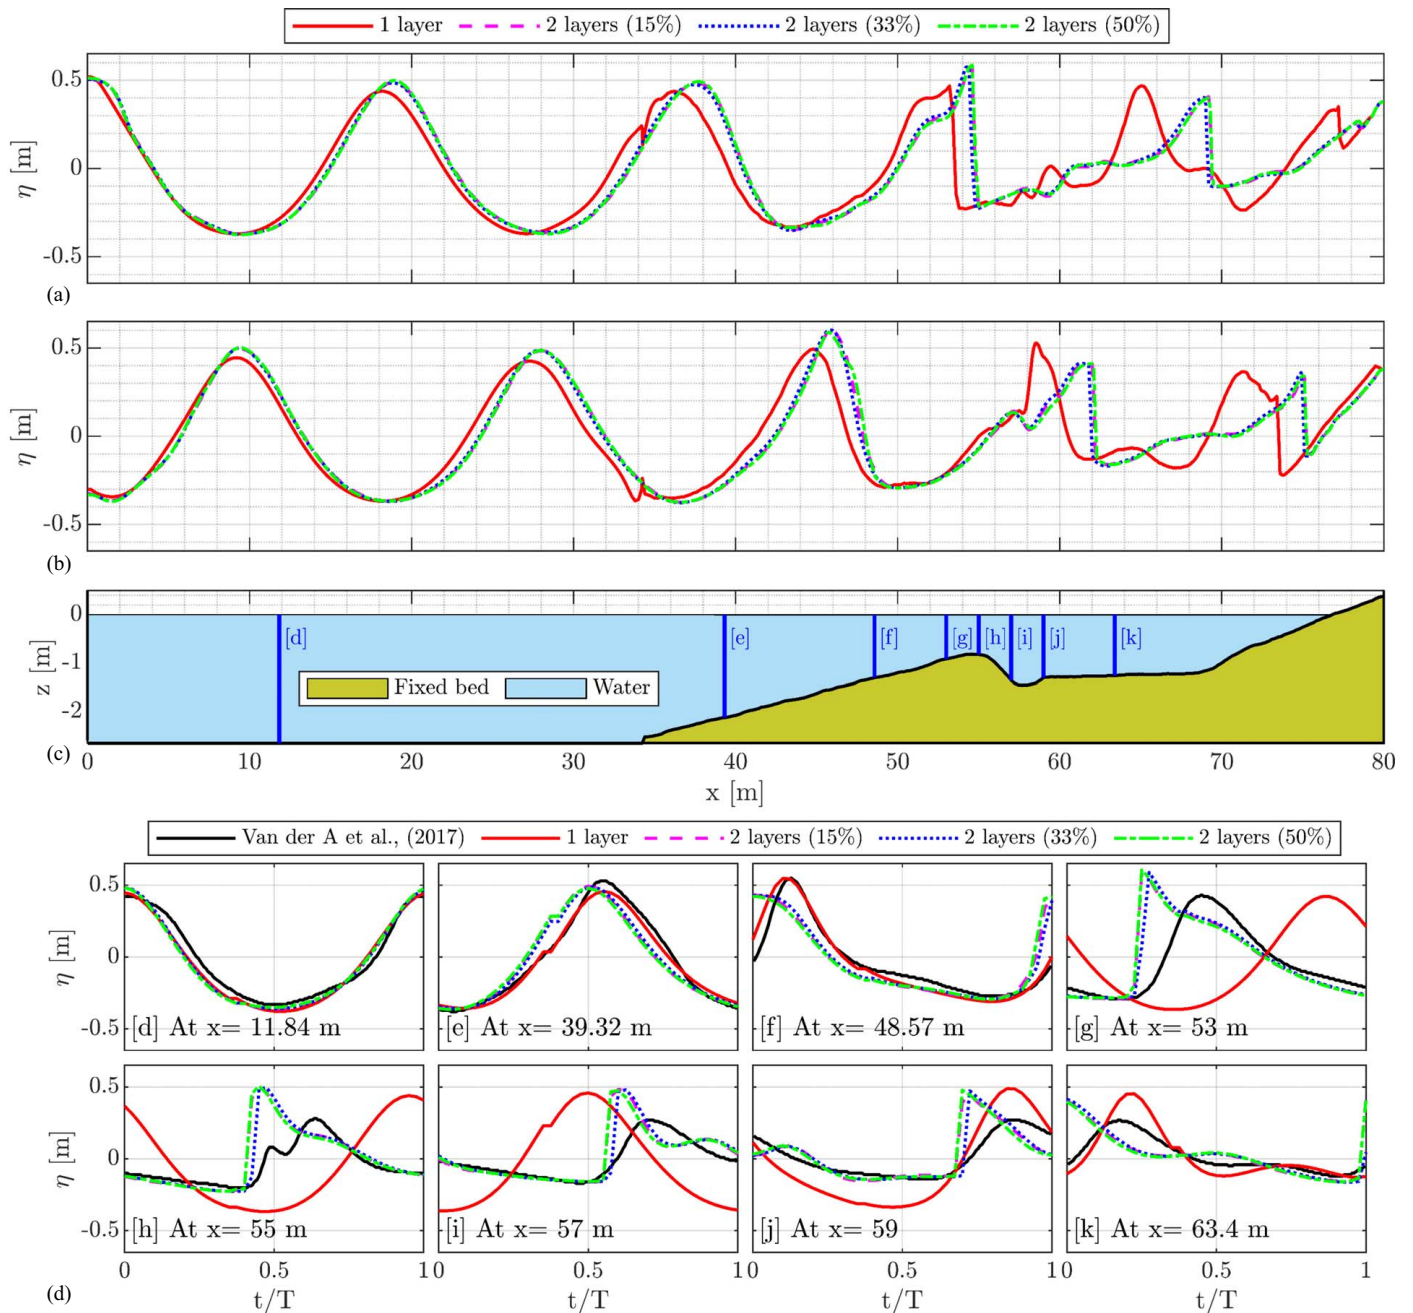 1 layer 2 layers (15%) 2 layers (33%) 2 layers (50%)
0.5
0
-0.5
η [m]
(a)
0.5
0
-0.5
η [m]
(b)
0
-1
-2
z [m]
[d] [e] [f] [g] [h] [i] [j] [k]
Fixed bed Water
(c)
0 10 20 30 40 50 60 70 80
x [m]
Van der A et al., (2017) 1 layer 2 layers (15%) 2 layers (33%) 2 layers (50%)
0.5
0
-0.5
η [m]
[d] At x= 11.84 m
[e] At x= 39.32 m
[f] At x= 48.57 m
[g] At x= 53 m
0.5
0
-0.5
η [m]
[h] At x= 55 m
[i] At x= 57 m
[j] At x= 59
[k] At x= 63.4 m
0 0.5 1 0 0.5 1 0 0.5 1 0 0.5 1
t/T t/T t/T t/T
(d)